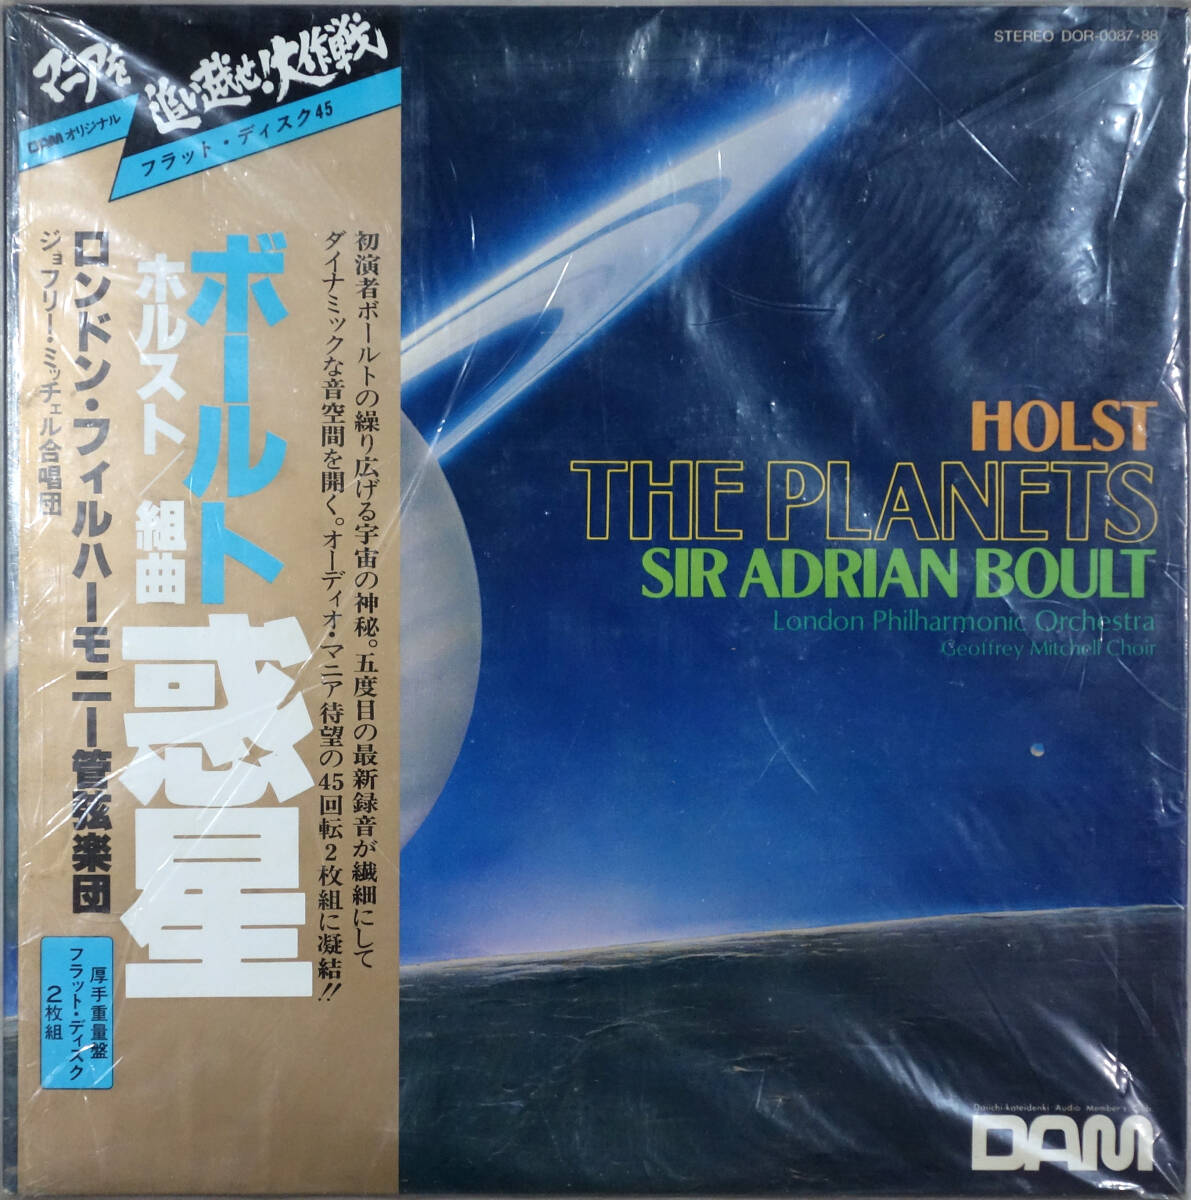 マニアを
追い越せ!大作戦
DAMオリジナル
フラット・ディスク45
初演者ボールトの繰り広げる宇宙の神秘。五度目の最新録音が繊細にして
ダイナミックな音空間を開く。オーディオ・マニア待望の45回転2枚組に凝結!!
ボールト
ホルスト/組曲
惑星
ロンドン・フィルハーモニー管弦楽団
ジョフリー・ミッチェル合唱団
厚手重量盤
フラット・ディスク
2枚組
STEREO DOR-0087・88
HOLST
THE PLANETS
SIR ADRIAN BOULT
London Philharmonic Orchestra
Geoffrey Mitchell Choir
Daiichi-kateidenki Audio Member's Club
DAM